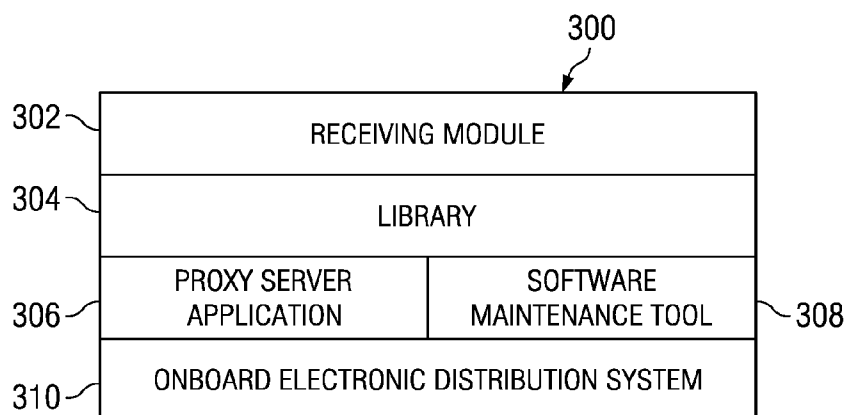 300
302
RECEIVING MODULE
304
LIBRARY
306
PROXY SERVER
APPLICATION
SOFTWARE
MAINTENANCE TOOL
308
310
ONBOARD ELECTRONIC DISTRIBUTION SYSTEM